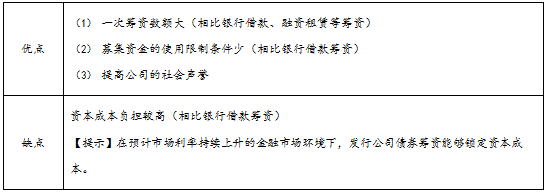 优点
（1） 一次筹资数额大（相比银行借款、融资租赁等筹资）
（2） 募集资金的使用限制条件少（相比银行借款筹资）
（3） 提高公司的社会声誉
缺点
资本成本负担较高（相比银行借款筹资）
【提示】在预计市场利率持续上升的金融市场环境下，发行公司债券筹资能够锁定资本成
本。